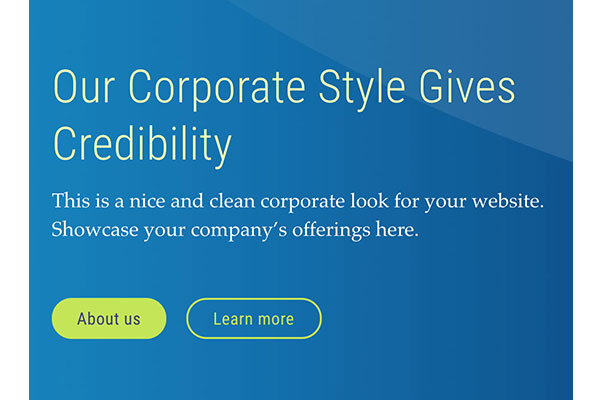 Our Corporate Style Gives
Credibility
This is a nice and clean corporate look for your website.
Showcase your company’s offerings here.
About us
Learn more